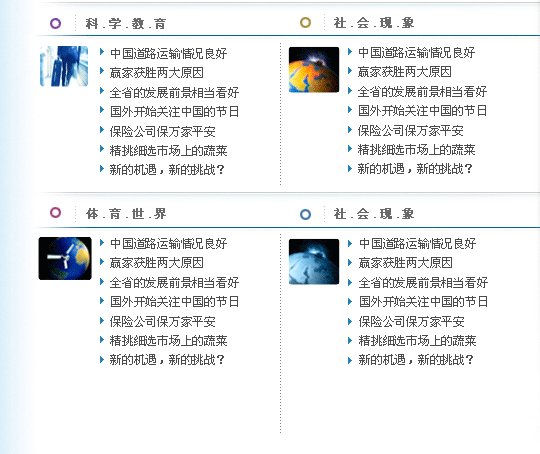 科.学.教.育
中国道路运输情况良好
赢家获胜两大原因
全省的发展前景相当看好
国外开始关注中国的节日
保险公司保万家平安
精挑细选市场上的蔬菜
新的机遇，新的挑战？
社.会.现.象
中国道路运输情况良好
赢家获胜两大原因
全省的发展前景相当看好
国外开始关注中国的节日
保险公司保万家平安
精挑细选市场上的蔬菜
新的机遇，新的挑战？
体.育.世.界
中国道路运输情况良好
赢家获胜两大原因
全省的发展前景相当看好
国外开始关注中国的节日
保险公司保万家平安
精挑细选市场上的蔬菜
新的机遇，新的挑战？
社.会.现.象
中国道路运输情况良好
赢家获胜两大原因
全省的发展前景相当看好
国外开始关注中国的节日
保险公司保万家平安
精挑细选市场上的蔬菜
新的机遇，新的挑战？